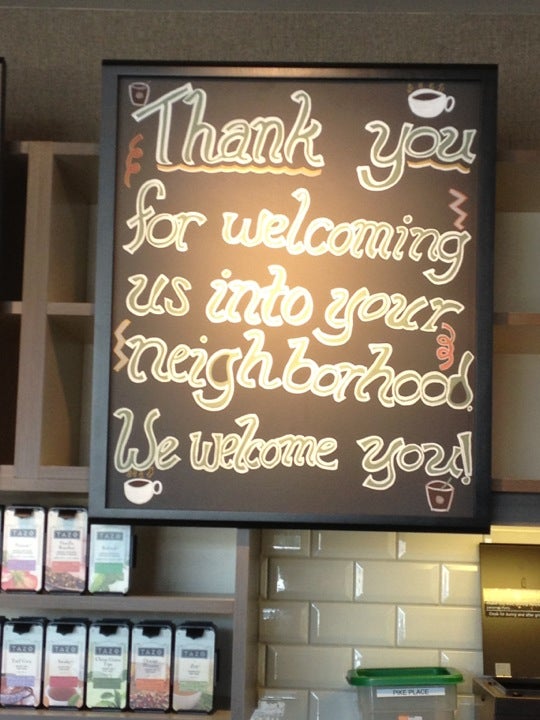 Thank you
for welcoming
us into your
neighborhood.
We welcome you!
TAZO
TAZO
TAZO
TAZO
TAZO
TAZO
TAZO
TAZO
PIKE PLACE